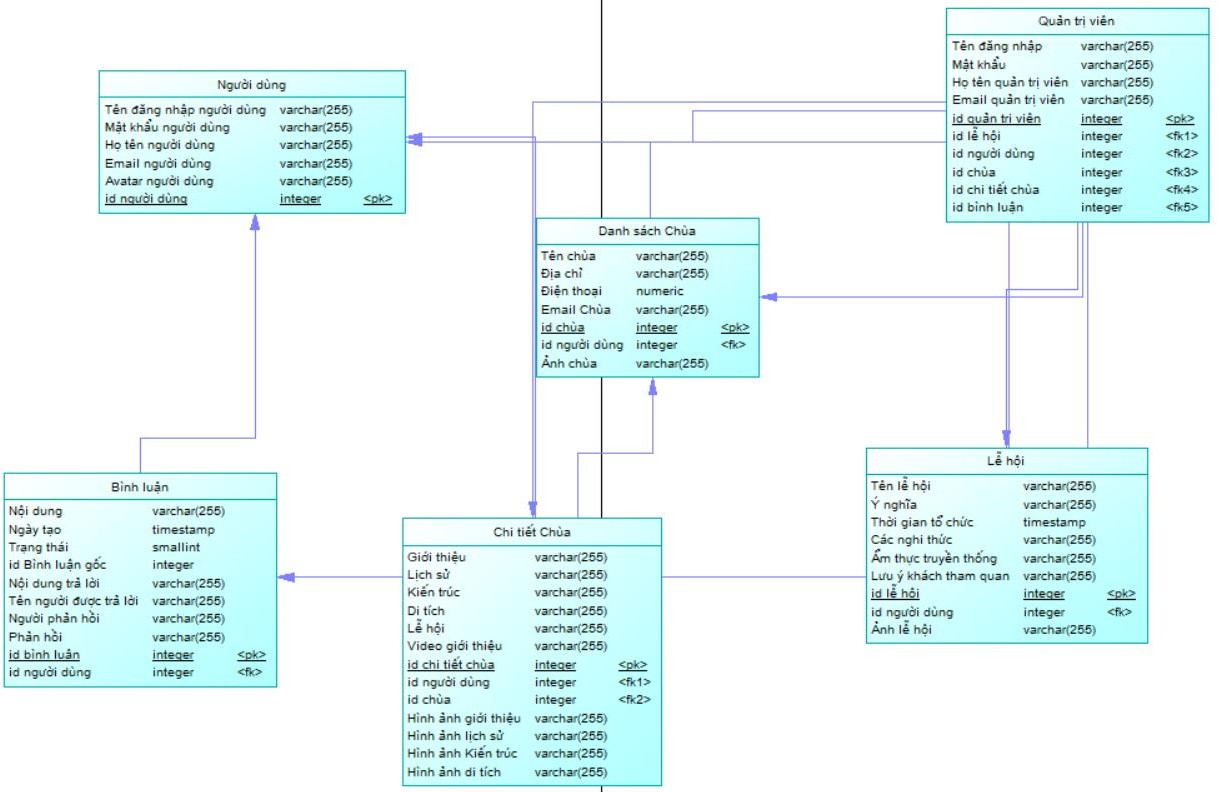 Quản trị viên
Tên đăng nhập varchar(255)
Mật khẩu varchar(255)
Họ tên quản trị viên varchar(255)
Email quản trị viên varchar(255)
id quản trị viên integer <pk>
id lễ hội integer <fk1>
id người dùng integer <fk2>
id chùa integer <fk3>
id chi tiết chùa integer <fk4>
id bình luận integer <fk5>
Người dùng
Tên đăng nhập người dùng varchar(255)
Mật khẩu người dùng varchar(255)
Họ tên người dùng varchar(255)
Email người dùng varchar(255)
Avatar người dùng varchar(255)
id người dùng integer <pk>
Danh sách Chùa
Tên chùa varchar(255)
Địa chỉ varchar(255)
Điện thoại numeric
Email Chùa varchar(255)
id chùa integer <pk>
id người dùng integer <fk>
Ảnh chùa varchar(255)
Lễ hội
Tên lễ hội varchar(255)
Ý nghĩa varchar(255)
Thời gian tổ chức timestamp
Các nghi thức varchar(255)
Ẩm thực truyền thống varchar(255)
Lưu ý khách tham quan varchar(255)
id lễ hội integer <pk>
id người dùng integer <fk>
Ảnh lễ hội varchar(255)
Bình luận
Nội dung varchar(255)
Ngày tạo timestamp
Trạng thái smallint
id Bình luận gốc integer
Nội dung trả lời varchar(255)
Tên người được trả lời varchar(255)
Người phản hồi varchar(255)
Phản hồi varchar(255)
id bình luận integer <pk>
id người dùng integer <fk>
Chi tiết Chùa
Giới thiệu varchar(255)
Lịch sử varchar(255)
Kiến trúc varchar(255)
Di tích varchar(255)
Lễ hội varchar(255)
Video giới thiệu varchar(255)
id chi tiết chùa integer <pk>
id người dùng integer <fk1>
id chùa integer <fk2>
Hình ảnh giới thiệu varchar(255)
Hình ảnh lịch sử varchar(255)
Hình ảnh Kiến trúc varchar(255)
Hình ảnh di tích varchar(255)